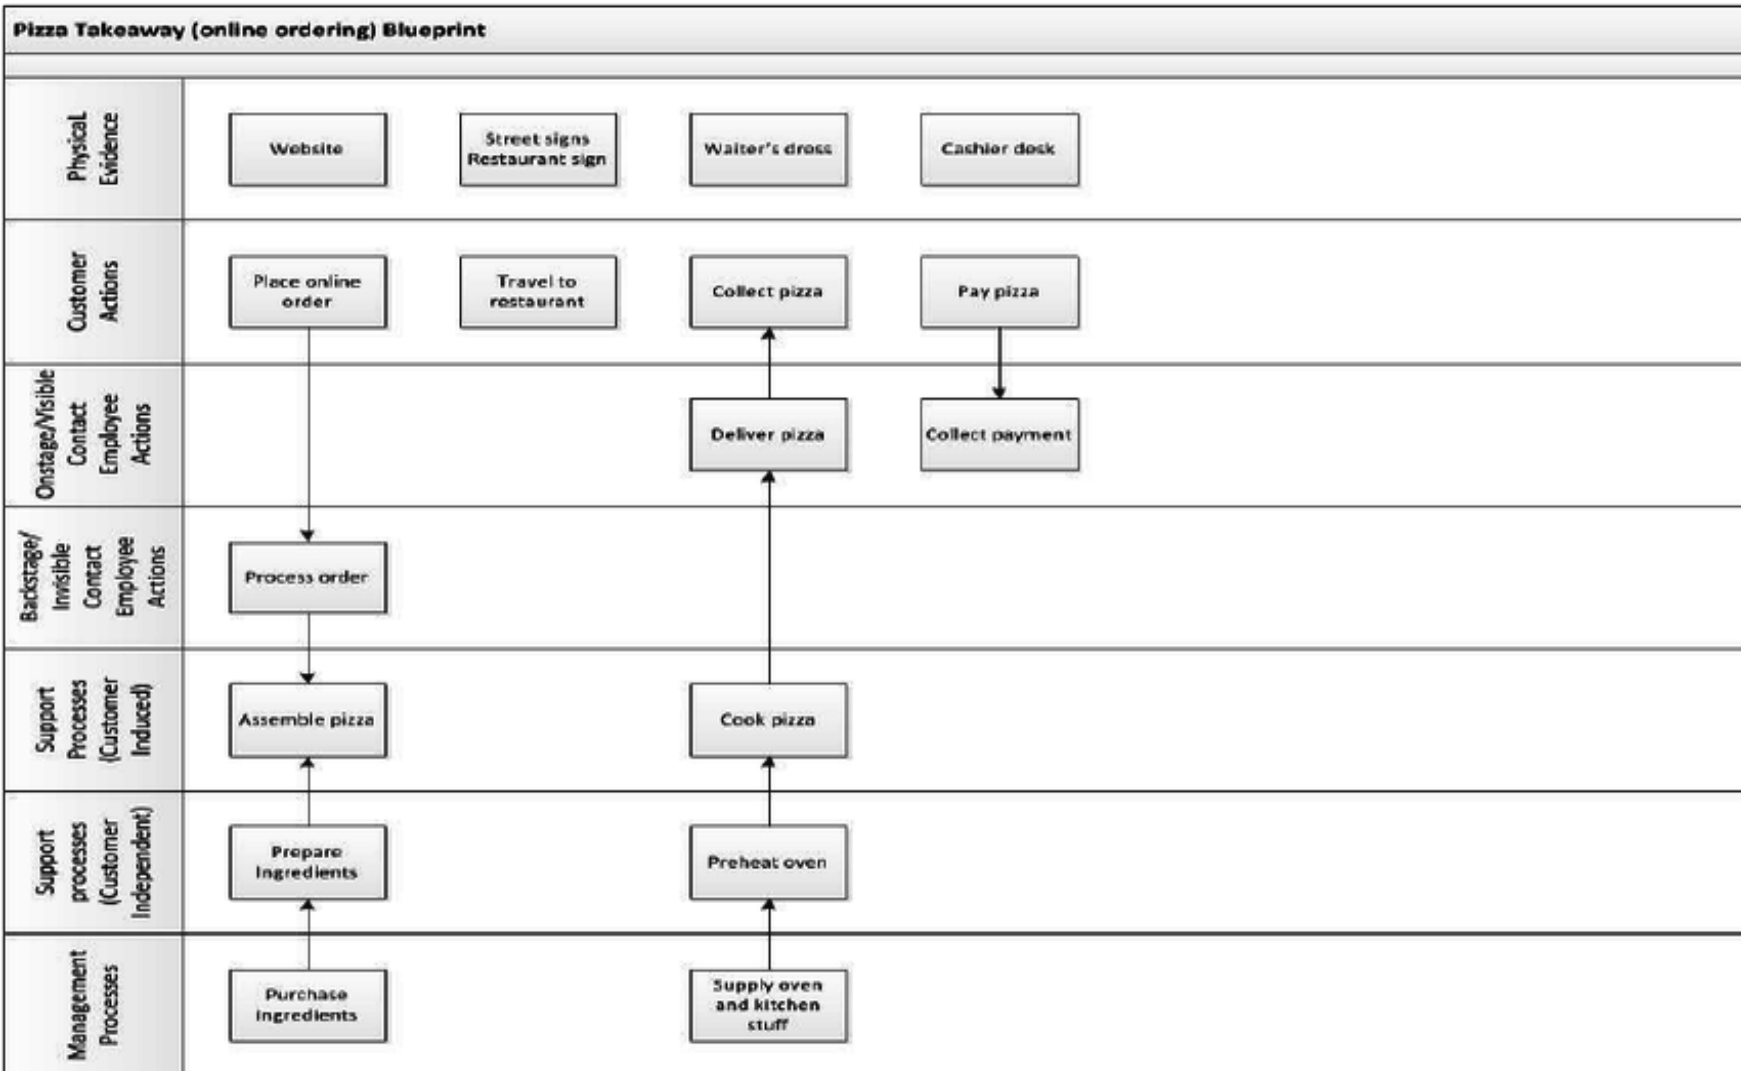 Pizza Takeaway (online ordering) Blueprint
Physical
Evidence
Website
Street signs
Restaurant sign
Waiter's dress
Cashier desk
Customer
Actions
Place online
order
Travel to
restaurant
Collect pizza
Pay pizza
Onstage/Visible
Contact
Employee
Actions
Deliver pizza
Collect payment
Backstage/
Invisible
Contact
Employee
Actions
Process order
Support
Processes
(Customer
Induced)
Assemble pizza
Cook pizza
Support
processes
(Customer
Independent)
Prepare
Ingredients
Preheat oven
Management
Processes
Purchase
ingredients
Supply oven
and kitchen
stuff